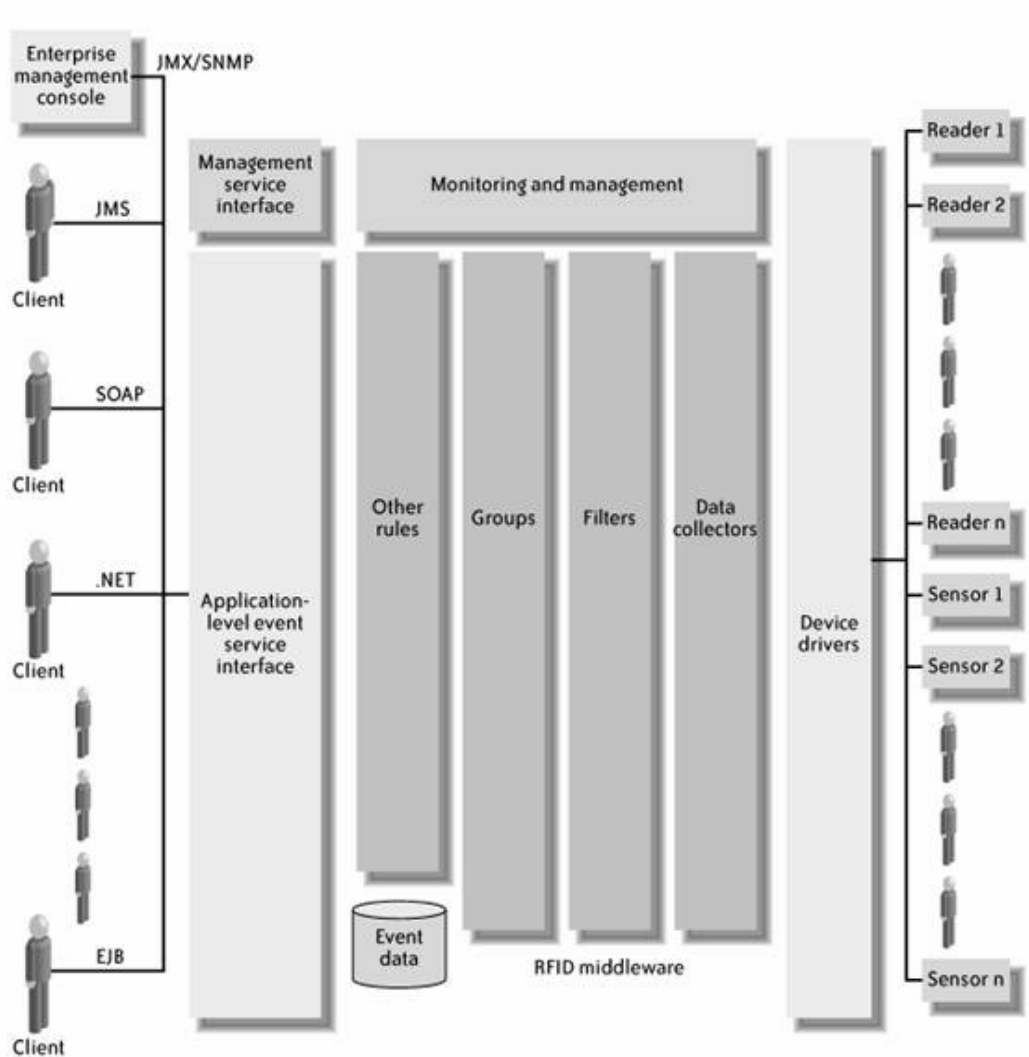 Enterprise
management
console
JMX/SNMP
JMS
Client
SOAP
Client
.NET
Client
EJB
Client
Management
service
interface
Monitoring and management
Application-
level event
service
interface
Other
rules
Groups
Filters
Data
collectors
Event
data
RFID middleware
Device
drivers
Reader 1
Reader 2
Reader n
Sensor 1
Sensor 2
Sensor n